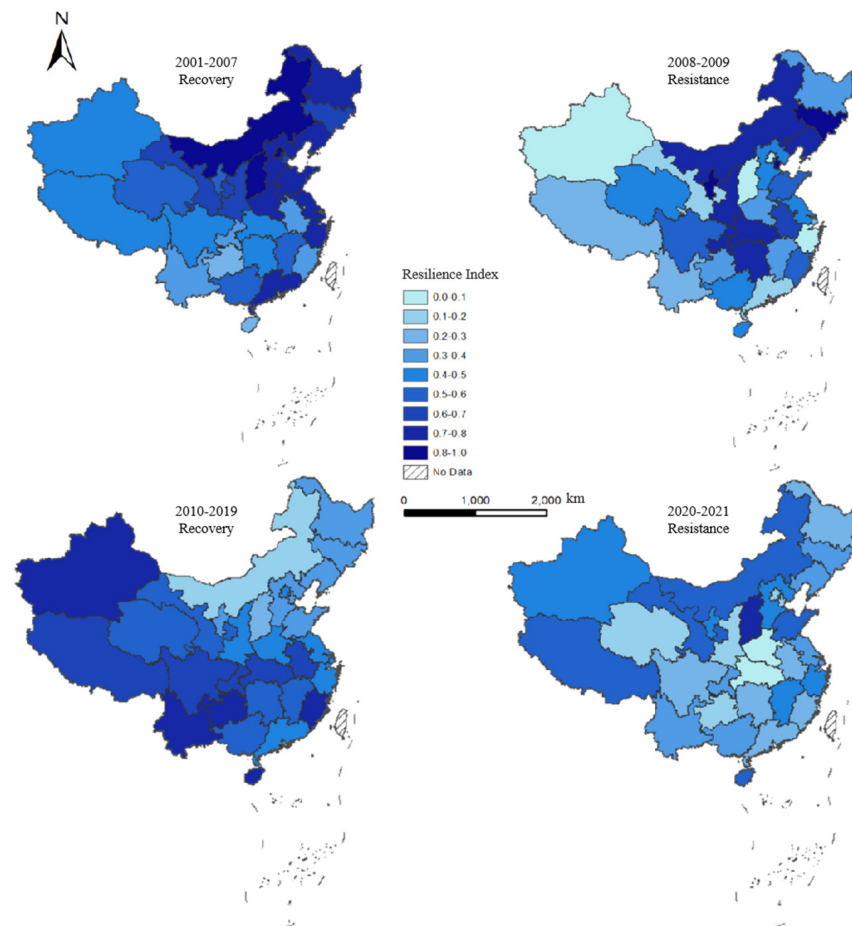 N
2001-2007
Recovery
2008-2009
Resistance
Resilience Index
0.0-0.1
0.1-0.2
0.2-0.3
0.3-0.4
0.4-0.5
0.5-0.6
0.6-0.7
0.7-0.8
0.8-1.0
No Data
0 1,000 2,000 km
2010-2019
Recovery
2020-2021
Resistance